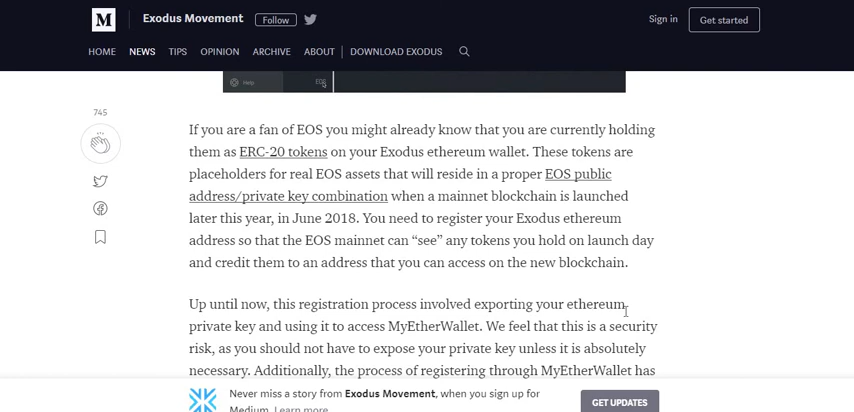 M Exodus Movement Follow Sign in Get started
HOME NEWS TIPS OPINION ARCHIVE ABOUT DOWNLOAD EXODUS
Help EOS
745
If you are a fan of EOS you might already know that you are currently holding
them as ERC-20 tokens on your Exodus ethereum wallet. These tokens are
placeholders for real EOS assets that will reside in a proper EOS public
address/private key combination when a mainnet blockchain is launched
later this year, in June 2018. You need to register your Exodus ethereum
address so that the EOS mainnet can “see” any tokens you hold on launch day
and credit them to an address that you can access on the new blockchain.
Up until now, this registration process involved exporting your ethereum
private key and using it to access MyEtherWallet. We feel that this is a security
risk, as you should not have to expose your private key unless it is absolutely
necessary. Additionally, the process of registering through MyEtherWallet has
Never miss a story from Exodus Movement, when you sign up for
Medium. Learn more
GET UPDATES